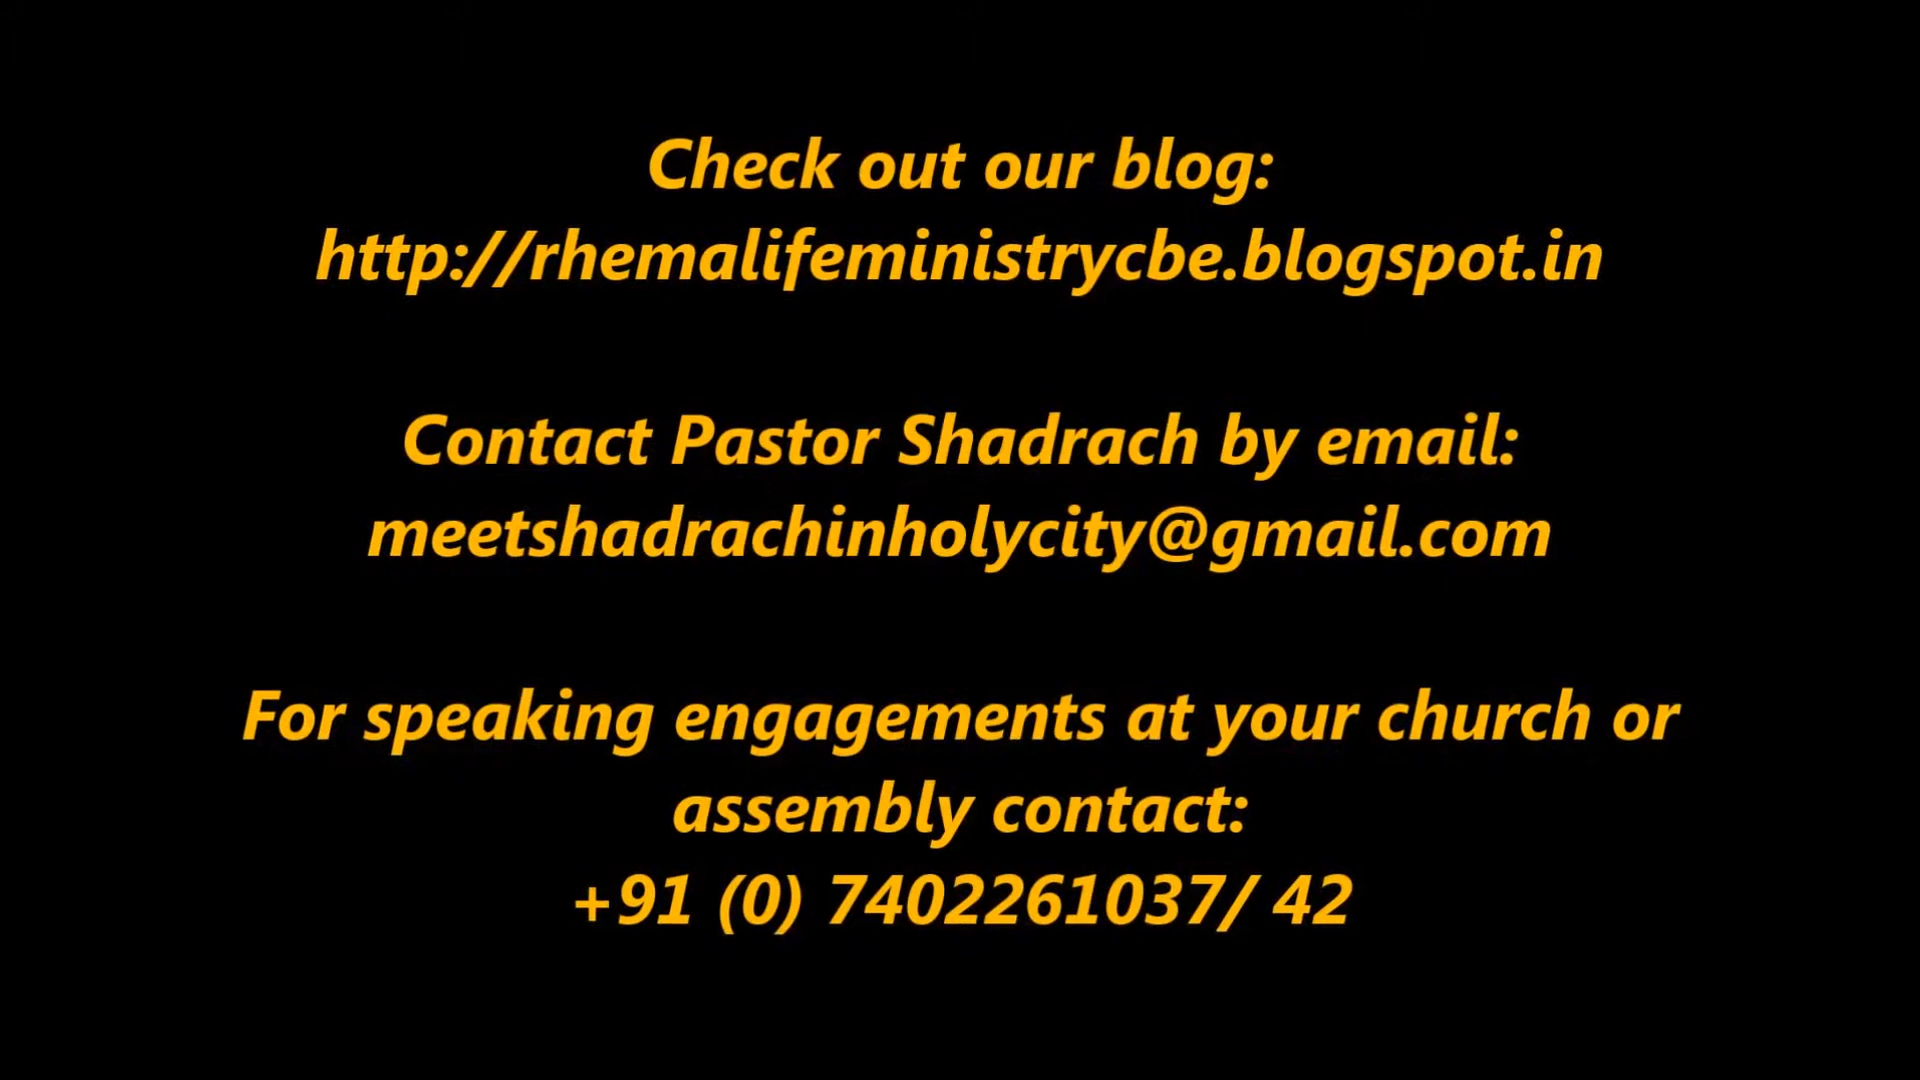 Check out our blog:
http://rhemalifeministrycbe.blogspot.in
Contact Pastor Shadrach by email:
meetshadrachinholycity@gmail.com
For speaking engagements at your church or
assembly contact:
+91 (0) 7402261037/ 42